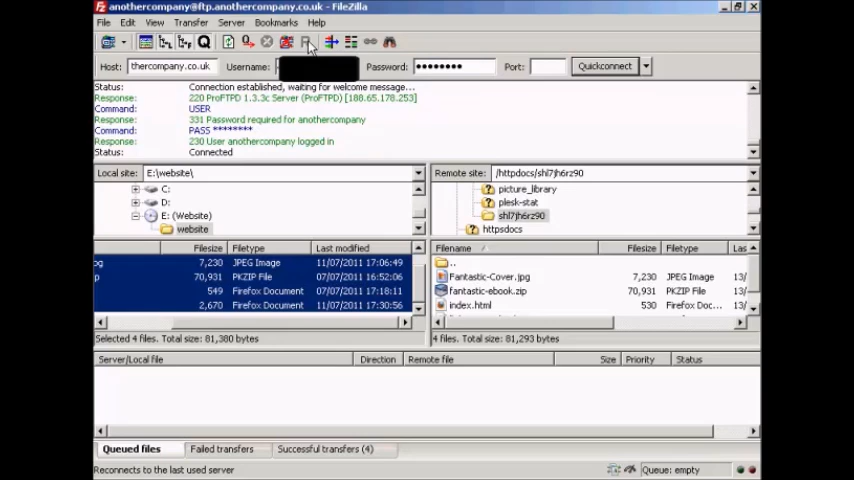 anothercompany@ftp.anothercompany.co.uk - FileZilla
File Edit View Transfer Server Bookmarks Help
Host: thercompany.co.uk Username: Password: ●●●●●●●● Port: Quickconnect
Status: Connection established, waiting for welcome message...
Response: 220 ProFTPD 1.3.3c Server (ProFTPD) [188.65.178.253]
Command: USER
Response: 331 Password required for anothercompany
Command: PASS ********
Response: 230 User anothercompany logged in
Status: Connected
Local site: E:\website\ Remote site: /httpdocs/shl7jh6rz90
C:
D:
E: (Website)
website
picture_library
plesk-stat
shl7jh6rz90
httpsdocs
Filesize Filetype Last modified
pg 7,230 JPEG Image 11/07/2011 17:06:49
p 70,931 PKZIP File 07/07/2011 16:52:06
549 Firefox Document 07/07/2011 17:18:11
2,670 Firefox Document 11/07/2011 17:30:56
Selected 4 files. Total size: 81,380 bytes
Filename Filesize Filetype Las
..
Fantastic-Cover.jpg 7,230 JPEG Image 13/
fantastic-ebook.zip 70,931 PKZIP File 13/
index.html 530 Firefox Doc... 13/
4 files. Total size: 81,293 bytes
Server/Local file Direction Remote file Size Priority Status
Queued files Failed transfers Successful transfers (4)
Reconnects to the last used server Queue: empty